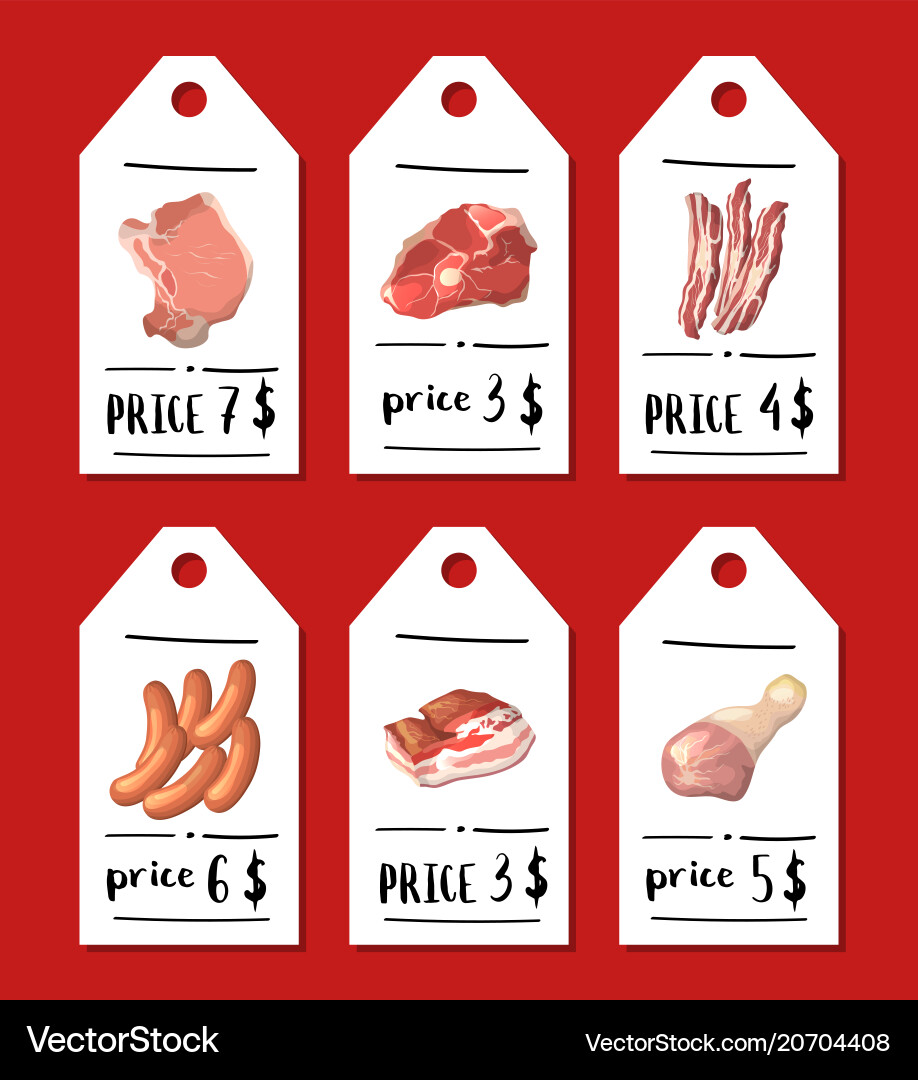 PRICE 7 $
price 3 $
PRICE 4 $
price 6 $
PRICE 3 $
price 5 $
VectorStock
VectorStock.com/20704408